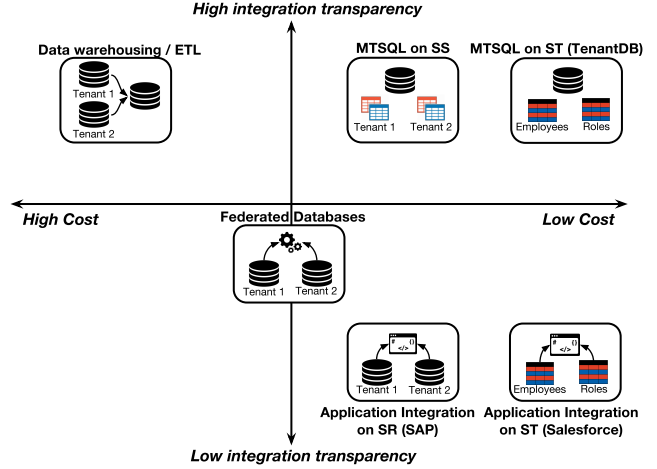 High integration transparency
Data warehousing / ETL
Tenant 1
Tenant 2
MTSQL on SS
Tenant 1
Tenant 2
MTSQL on ST (TenantDB)
Employees
Roles
High Cost
Low Cost
Federated Databases
Tenant 1
Tenant 2
# {}
</>
Tenant 1
Tenant 2
Application Integration
on SR (SAP)
# {}
</>
Employees
Roles
Application Integration
on ST (Salesforce)
Low integration transparency